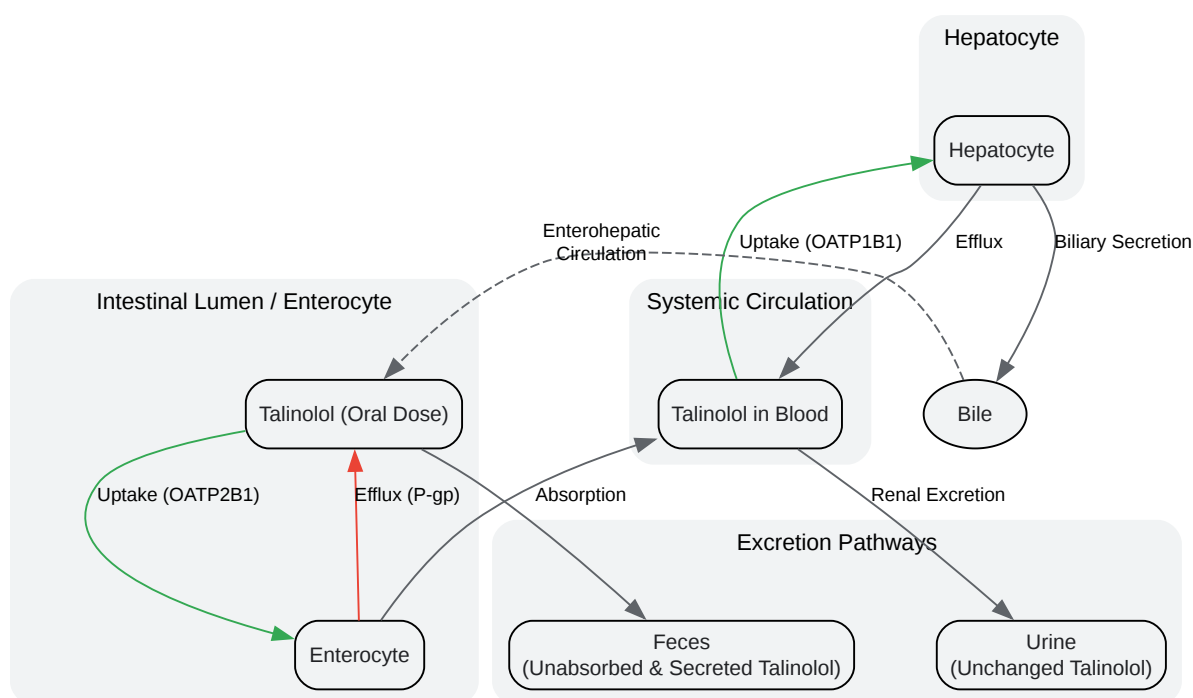 Hepatocyte
Hepatocyte
Enterohepatic
Circulation
Uptake (OATP1B1)
Efflux
Biliary Secretion
Intestinal Lumen / Enterocyte
Systemic Circulation
Talinolol (Oral Dose)
Talinolol in Blood
Bile
Uptake (OATP2B1)
Efflux (P-gp)
Absorption
Renal Excretion
Excretion Pathways
Enterocyte
Feces
(Unabsorbed & Secreted Talinolol)
Urine
(Unchanged Talinolol)